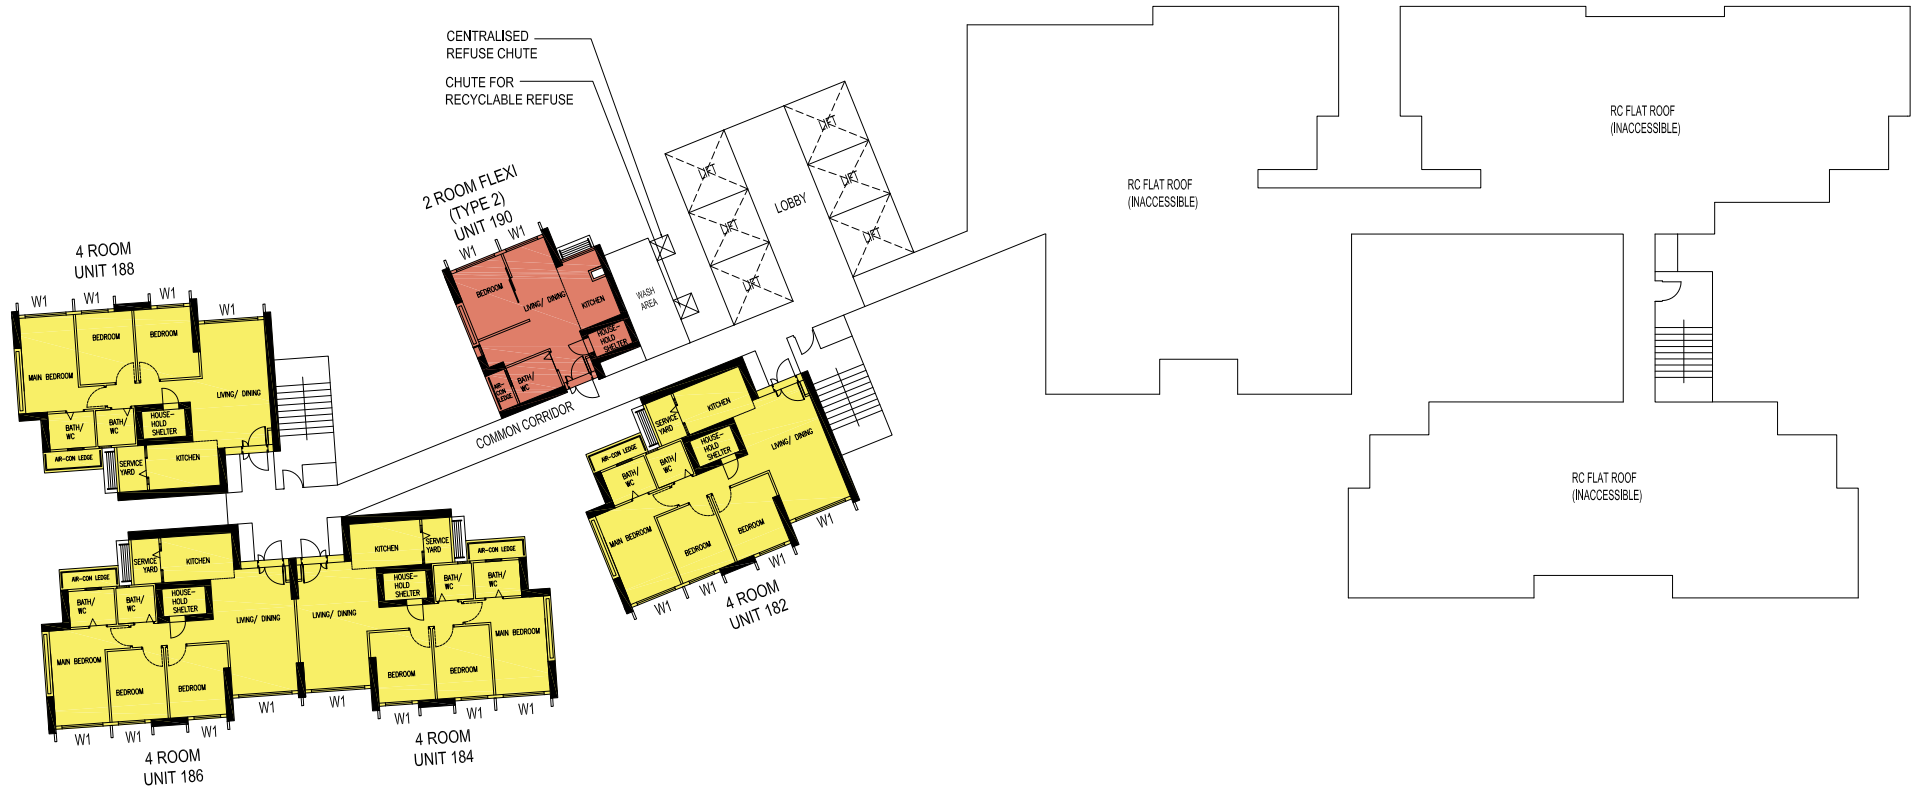 CENTRALISED
REFUSE CHUTE
CHUTE FOR
RECYCLABLE REFUSE
LIFT
LIFT
LIFT
LIFT
LIFT
LIFT
LOBBY
RC FLAT ROOF
(INACCESSIBLE)
RC FLAT ROOF
(INACCESSIBLE)
RC FLAT ROOF
(INACCESSIBLE)
2 ROOM FLEXI
(TYPE 2)
UNIT 190
W1
W1
BEDROOM
LIVING/ DINING
KITCHEN
WASH
AREA
HOUSE-
HOLD
SHELTER
BATH/
WC
AIR-
CON
LEDGE
COMMON CORRIDOR
4 ROOM
UNIT 188
W1
W1
W1
W1
BEDROOM
BEDROOM
MAIN BEDROOM
LIVING/ DINING
BATH/
WC
BATH/
WC
HOUSE-
HOLD
SHELTER
AIR-CON LEDGE
SERVICE
YARD
KITCHEN
KITCHEN
SERVICE
YARD
HOUSE-
HOLD
SHELTER
LIVING/ DINING
AIR-CON LEDGE
BATH/
WC
BATH/
WC
MAIN BEDROOM
BEDROOM
BEDROOM
W1
W1
W1
W1
4 ROOM
UNIT 182
SERVICE
YARD
KITCHEN
AIR-CON LEDGE
BATH/
WC
BATH/
WC
HOUSE-
HOLD
SHELTER
LIVING/ DINING
MAIN BEDROOM
BEDROOM
BEDROOM
W1
W1
W1
W1
4 ROOM
UNIT 186
KITCHEN
SERVICE
YARD
AIR-CON LEDGE
HOUSE-
HOLD
SHELTER
BATH/
WC
BATH/
WC
LIVING/ DINING
MAIN BEDROOM
BEDROOM
BEDROOM
W1
W1
W1
W1
4 ROOM
UNIT 184